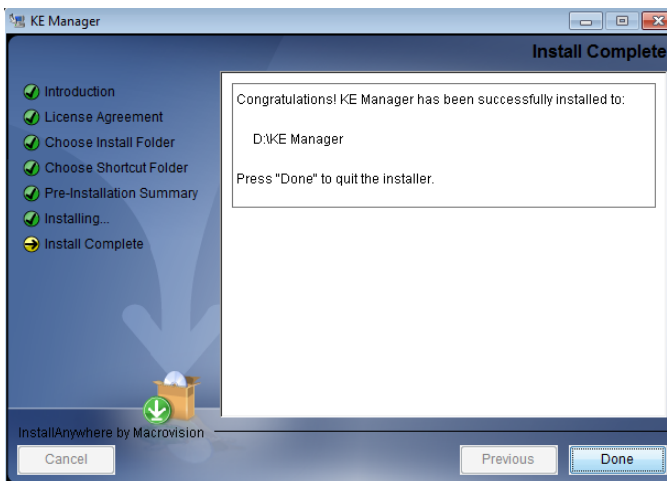 KE Manager
Install Complete
Introduction
License Agreement
Choose Install Folder
Choose Shortcut Folder
Pre-Installation Summary
Installing...
Install Complete
Congratulations! KE Manager has been successfully installed to:
D:\KE Manager
Press "Done" to quit the installer.
InstallAnywhere by Macrovision
Cancel
Previous
Done